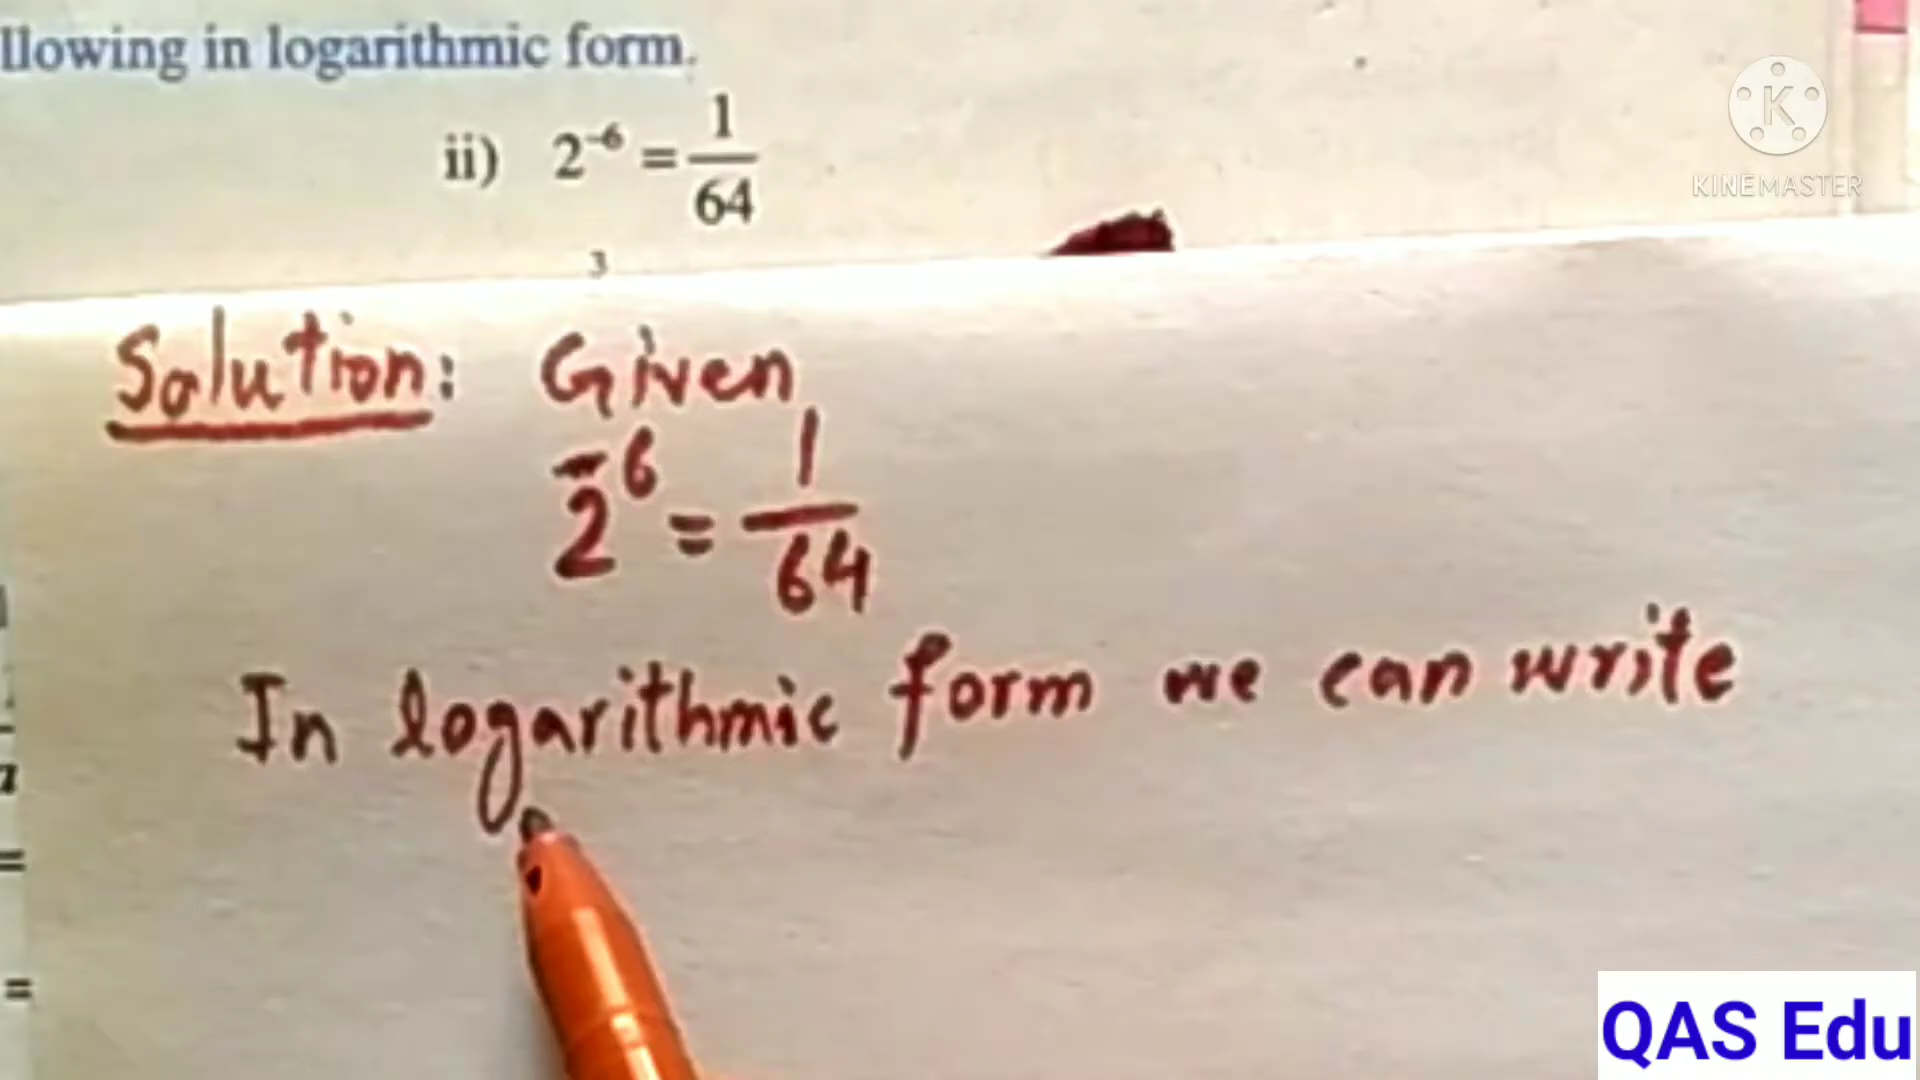 llowing in logarithmic form.
ii) 2⁻⁶ = 1/64
3
KINEMASTER
Solution: Given
2⁻⁶ = 1/64
In logarithmic form we can write
=
=
QAS Edu